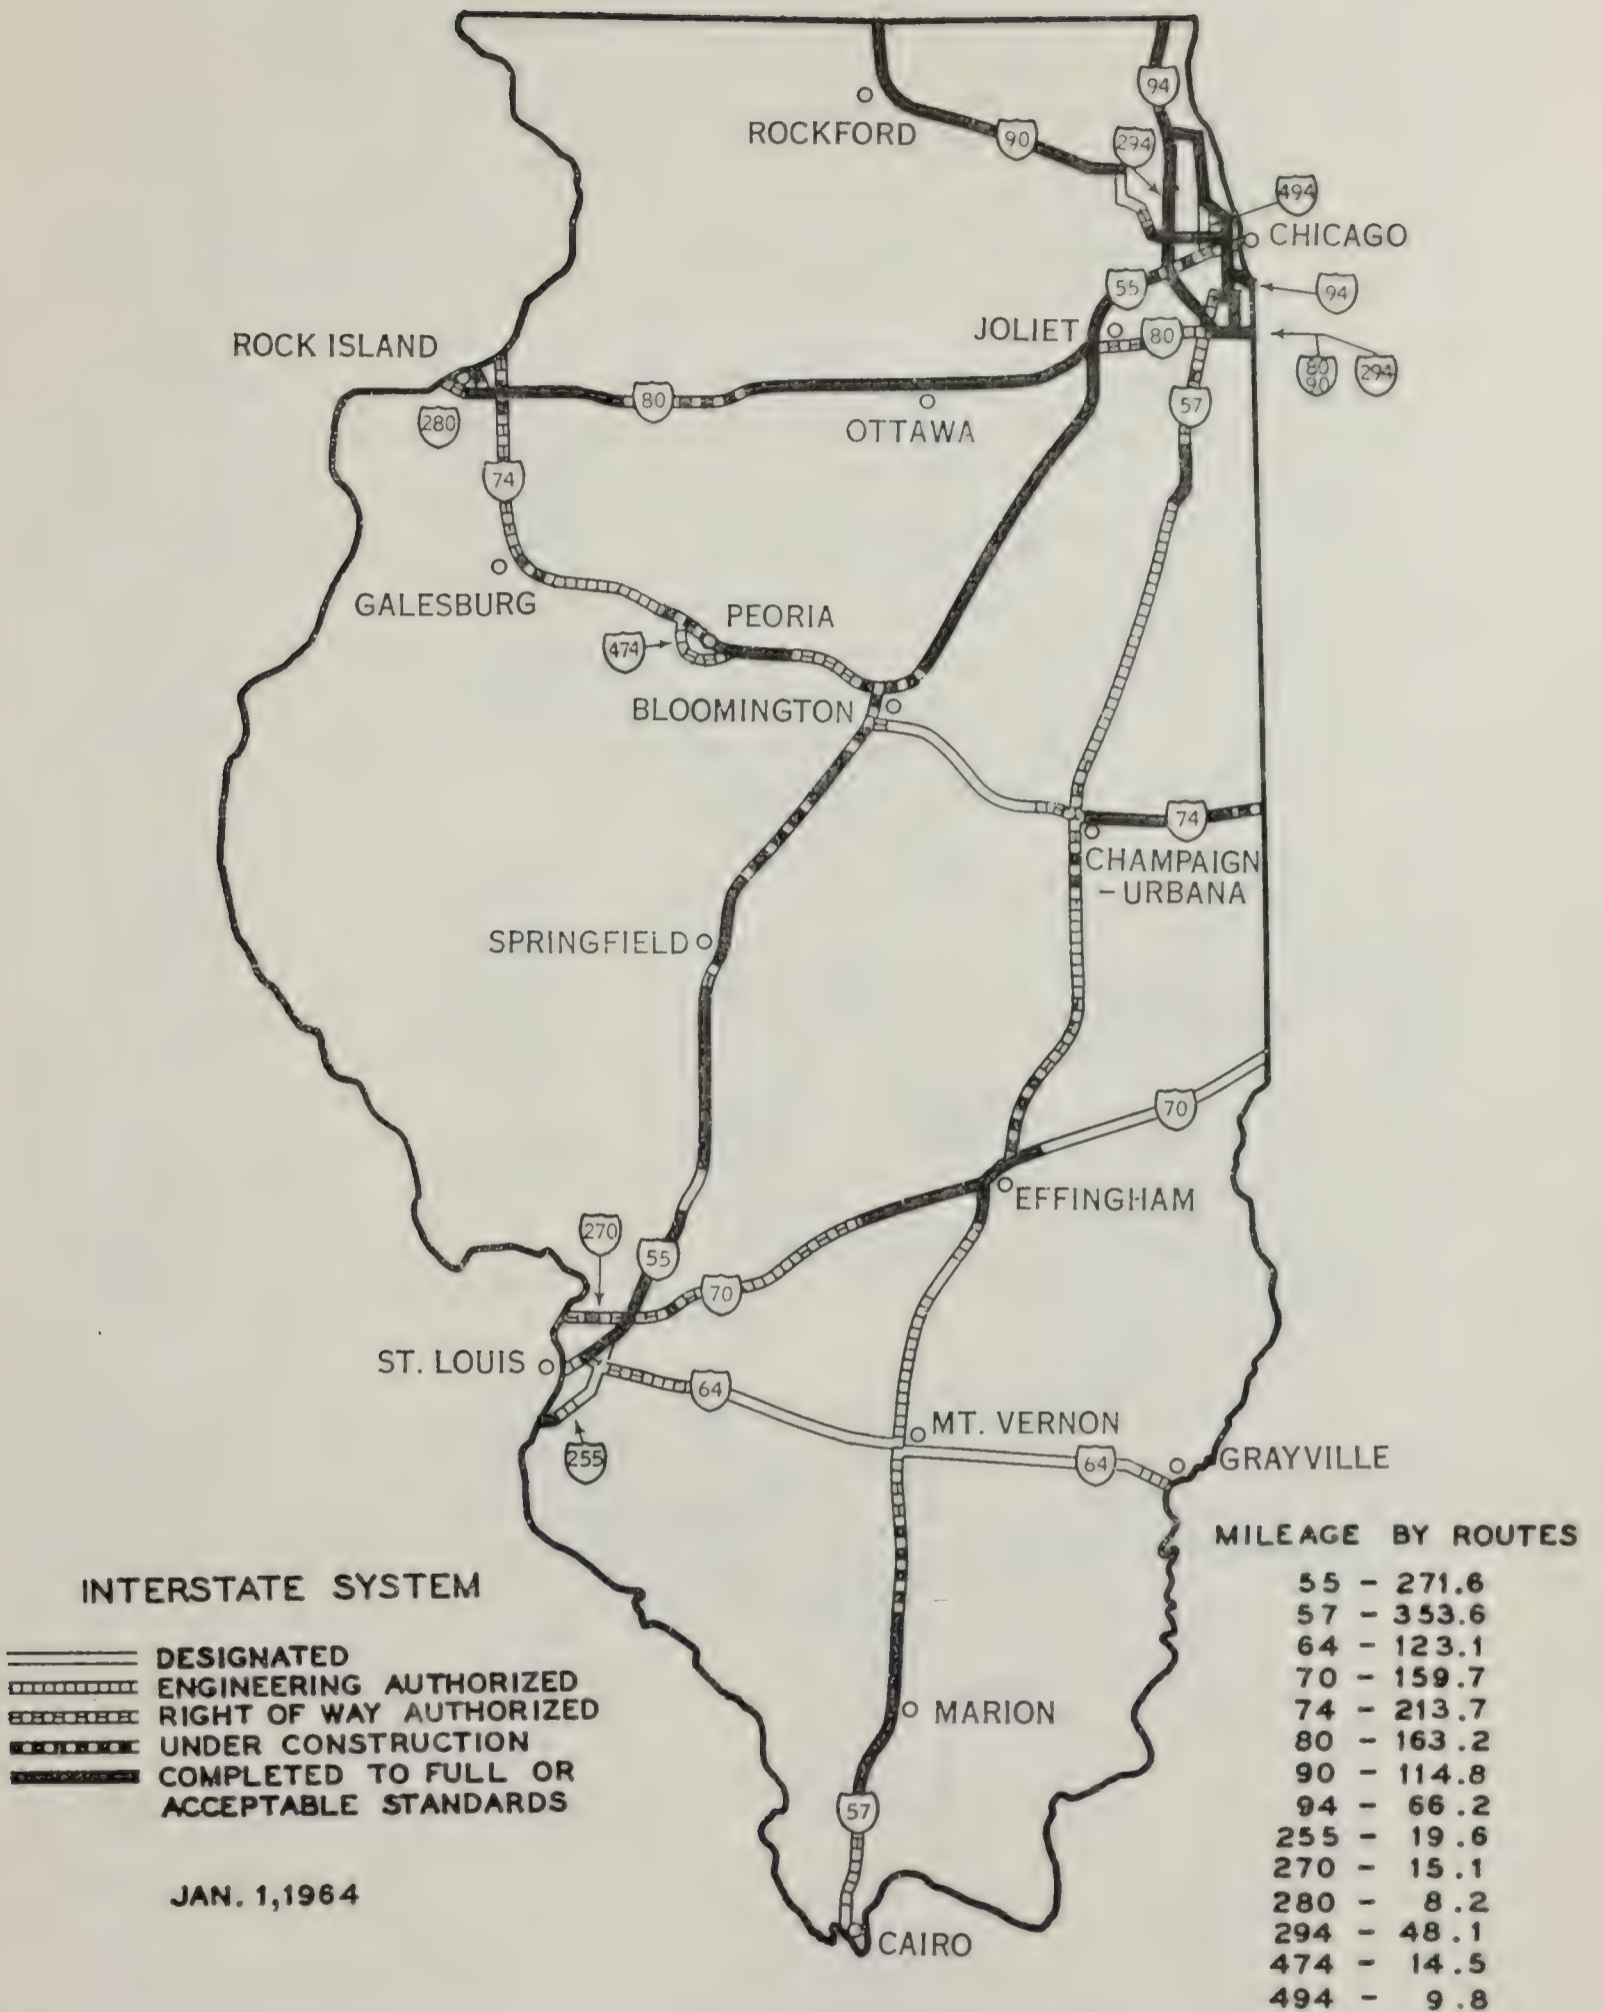 94
ROCKFORD
90
294
494
CHICAGO
55
94
JOLIET
80
ROCK ISLAND
80
90
294
280
80
57
OTTAWA
74
GALESBURG
PEORIA
474
BLOOMINGTON
74
CHAMPAIGN
-URBANA
SPRINGFIELD
70
EFFINGHAM
270
55
70
ST. LOUIS
64
MT. VERNON
255
64
GRAYVILLE
MARION
57
CAIRO
INTERSTATE SYSTEM
DESIGNATED
ENGINEERING AUTHORIZED
RIGHT OF WAY AUTHORIZED
UNDER CONSTRUCTION
COMPLETED TO FULL OR
ACCEPTABLE STANDARDS
JAN. 1,1964
MILEAGE BY ROUTES
55 - 271.6
57 - 353.6
64 - 123.1
70 - 159.7
74 - 213.7
80 - 163.2
90 - 114.8
94 - 66.2
255 - 19.6
270 - 15.1
280 - 8.2
294 - 48.1
474 - 14.5
494 - 9.8